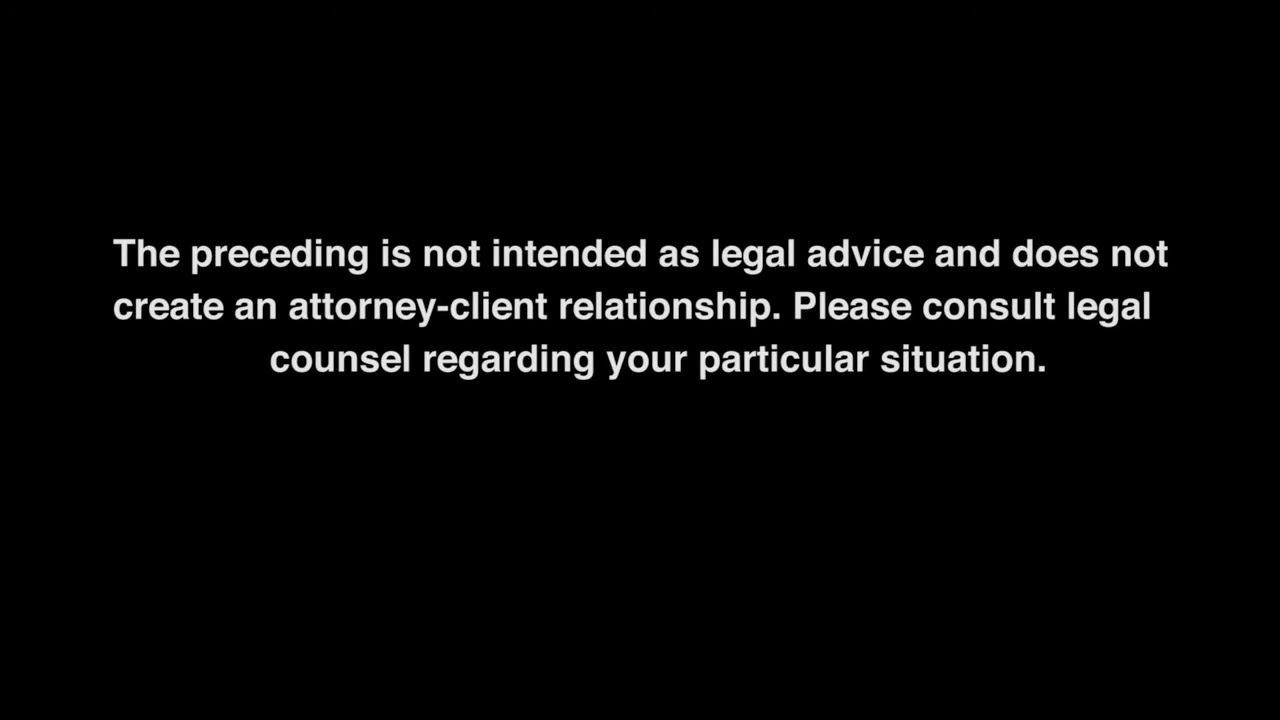 The preceding is not intended as legal advice and does not
create an attorney-client relationship. Please consult legal
counsel regarding your particular situation.